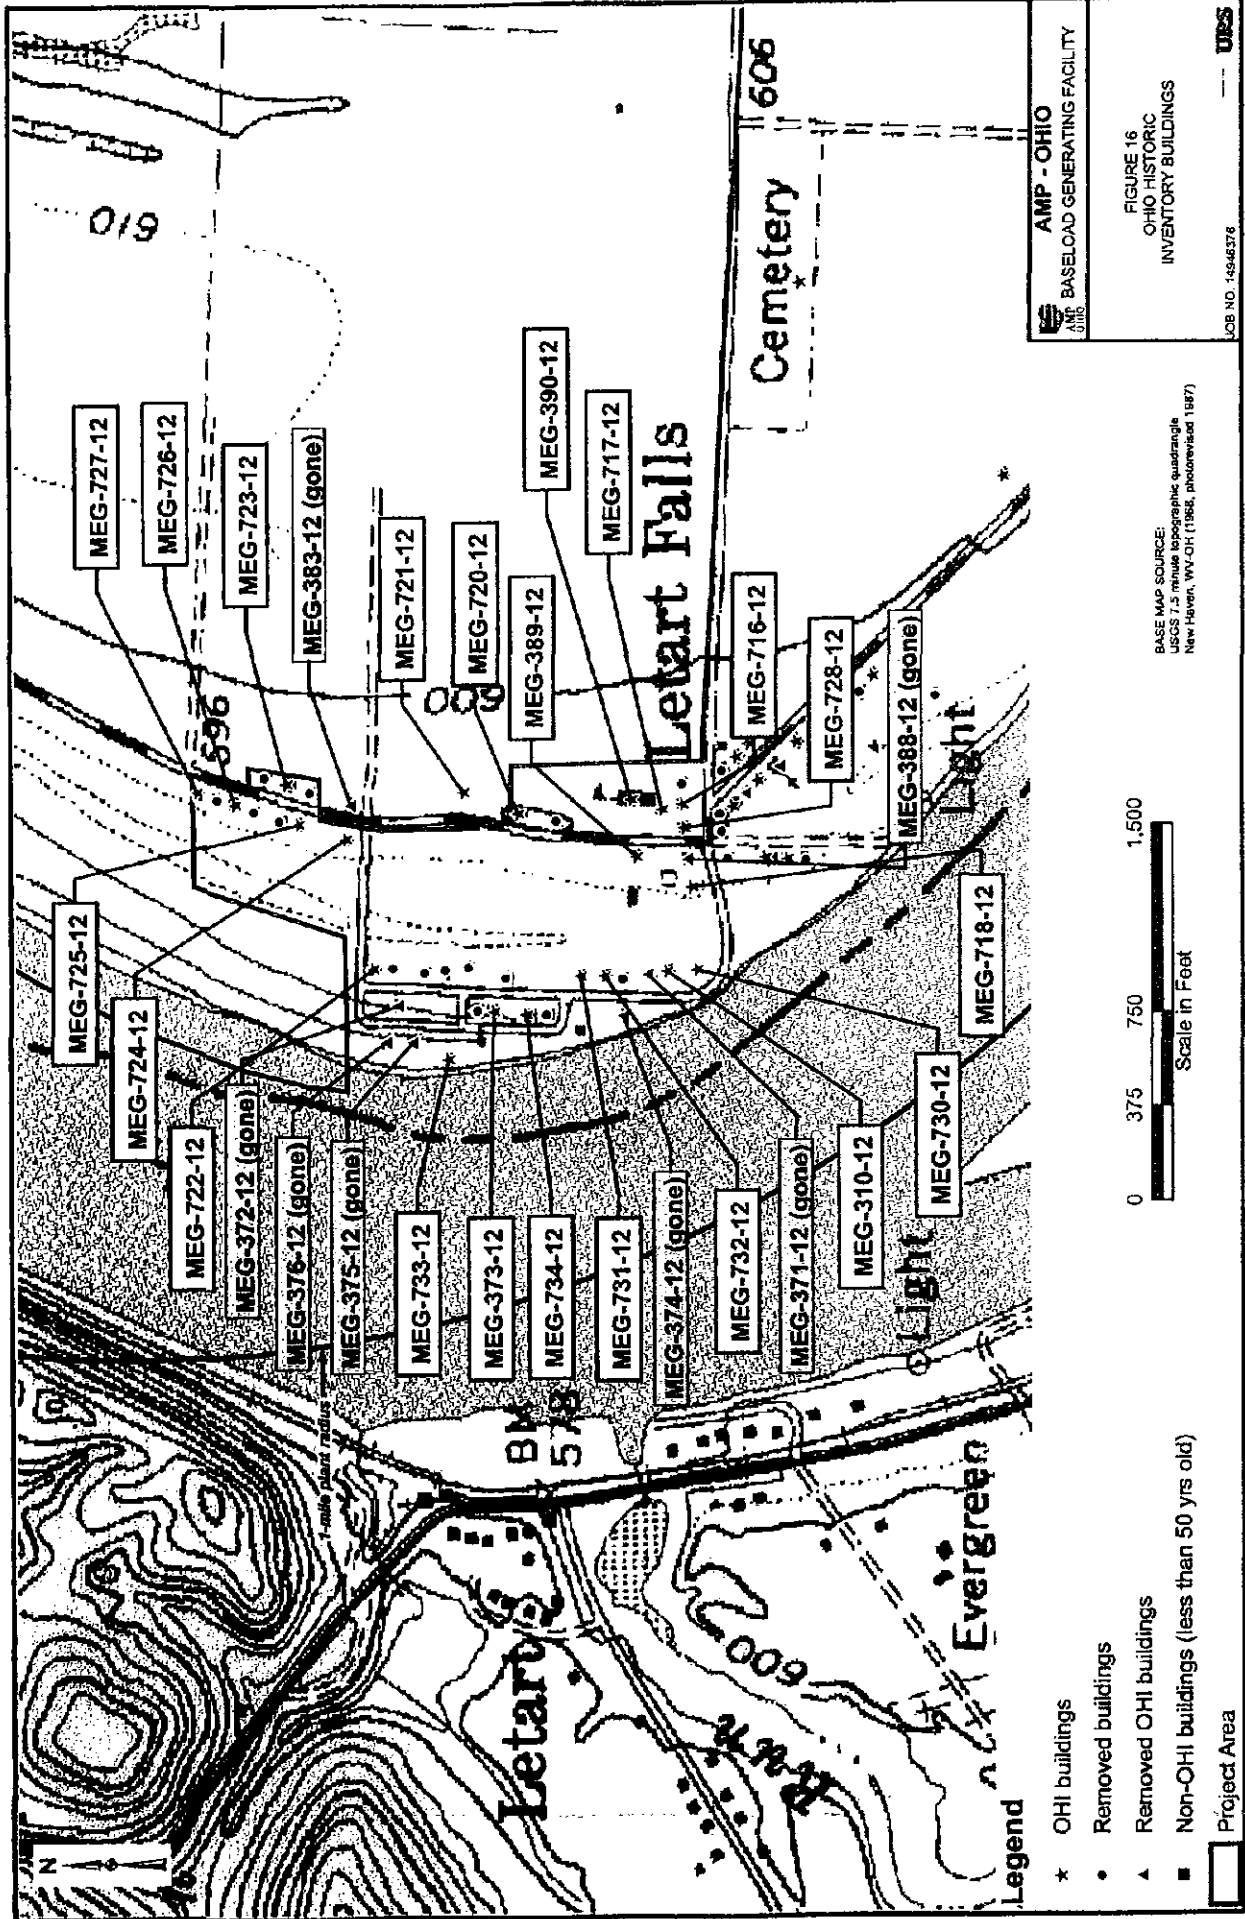 610
606
Cemetery
Letart Falls
596
600
MEG-727-12
MEG-726-12
MEG-723-12
MEG-383-12 (gone)
MEG-721-12
MEG-720-12
MEG-389-12
MEG-390-12
MEG-717-12
MEG-716-12
MEG-728-12
MEG-388-12 (gone)
Light
MEG-718-12
MEG-725-12
MEG-724-12
MEG-722-12
MEG-372-12 (gone)
MEG-376-12 (gone)
MEG-375-12 (gone)
MEG-733-12
MEG-373-12
MEG-734-12
MEG-731-12
MEG-374-12 (gone)
MEG-732-12
MEG-371-12 (gone)
MEG-310-12
MEG-730-12
Light
1-mile plant radius
BM
578
Letart
600
Evergreen
N
Legend
OHI buildings
Removed buildings
Removed OHI buildings
Non-OHI buildings (less than 50 yrs old)
Project Area
0 375 750 1,500
Scale in Feet
BASE MAP SOURCE:
USGS 7.5 minute topographic quadrangle
New Haven, WV-OH (1968, photorevised 1987)
AMP - OHIO
BASELOAD GENERATING FACILITY
AMP
OHIO
FIGURE 16
OHIO HISTORIC
INVENTORY BUILDINGS
JOB NO. 14946376
URS